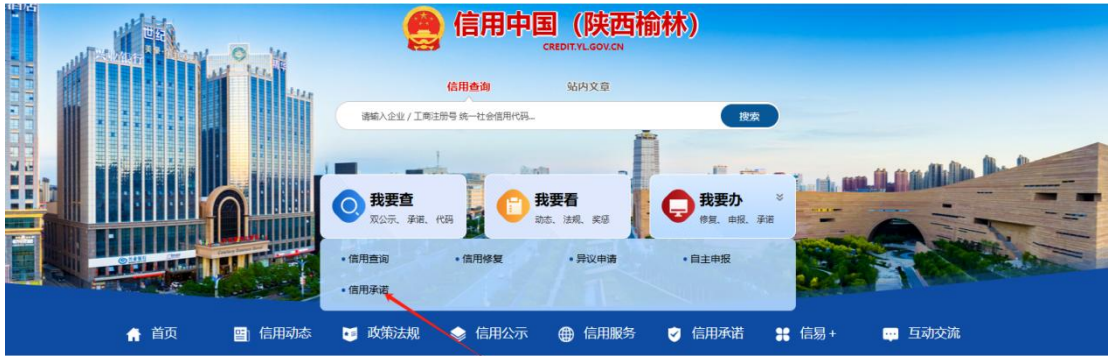 信用中国（陕西榆林）
CREDIT.YL.GOV.CN
信用查询 站内文章
请输入企业 / 工商注册号 统一社会信用代码... 搜索
我要查 我要看 我要办
双公示、承诺、代码 动态、法规、奖惩 修复、申报、承诺
• 信用查询 • 信用修复 • 异议申请 • 自主申报
• 信用承诺
首页 信用动态 政策法规 信用公示 信用服务 信用承诺 信易 + 互动交流